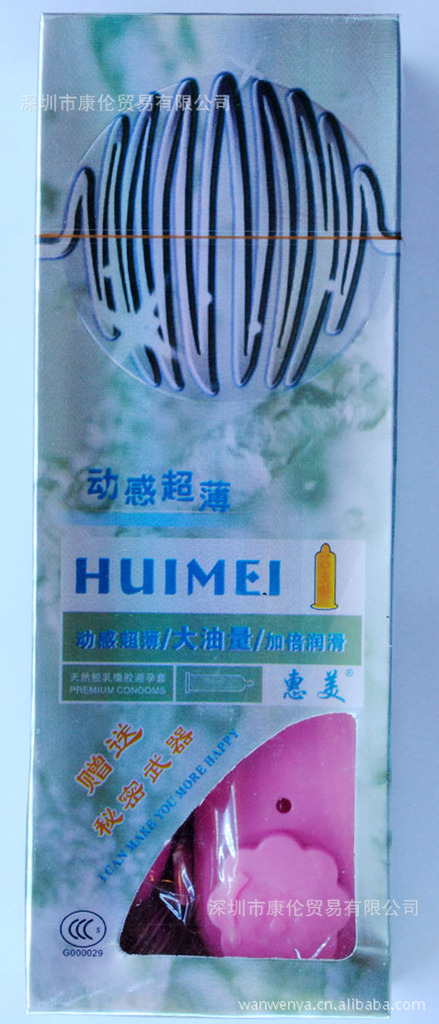 深圳市康伦贸易有限公司
动感超薄
HUIMEI
动感超薄/大油量/加倍润滑
天然胶乳橡胶避孕套
PREMIUM CONDOMS
惠美®
赠送
秘密武器
I CAN MAKE YOU MORE HAPPY
CCC S
G000029
深圳市康伦贸易有限公司
wanwenya.cn.alibaba.com